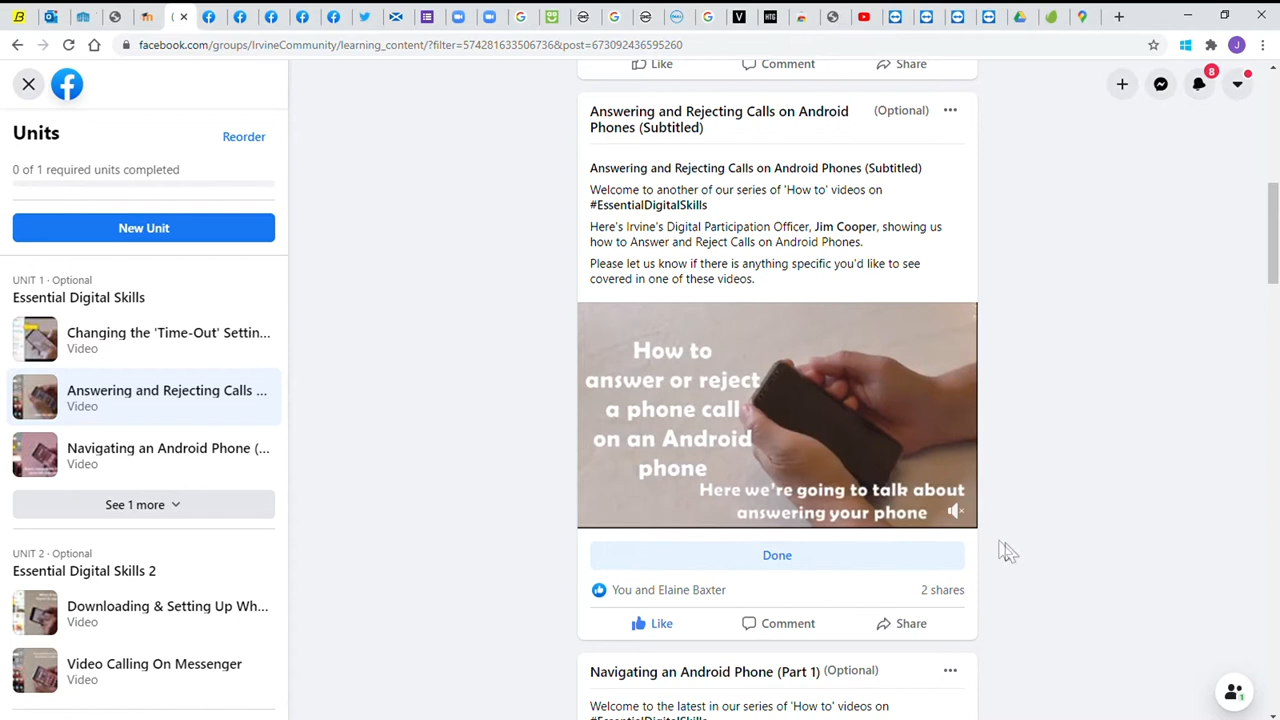 facebook.com/groups/IrvineCommunity/learning_content/?filter=574281633506736&post=673092436595260
J
Like Comment Share
8
Units
Reorder
0 of 1 required units completed
New Unit
UNIT 1 · Optional
Essential Digital Skills
Changing the 'Time-Out' Settin...
Video
Answering and Rejecting Calls ...
Video
Navigating an Android Phone (...
Video
See 1 more
UNIT 2 · Optional
Essential Digital Skills 2
Downloading & Setting Up Wh...
Video
Video Calling On Messenger
Video
Answering and Rejecting Calls on Android
Phones (Subtitled)
(Optional)
Answering and Rejecting Calls on Android Phones (Subtitled)
Welcome to another of our series of 'How to' videos on
#EssentialDigitalSkills
Here's Irvine's Digital Participation Officer, Jim Cooper, showing us
how to Answer and Reject Calls on Android Phones.
Please let us know if there is anything specific you'd like to see
covered in one of these videos.
How to
answer or reject
a phone call
on an Android
phone
Here we're going to talk about
answering your phone
Done
You and Elaine Baxter 2 shares
Like Comment Share
Navigating an Android Phone (Part 1) (Optional)
Welcome to the latest in our series of 'How to' videos on
#EssentialDigitalSkills
1